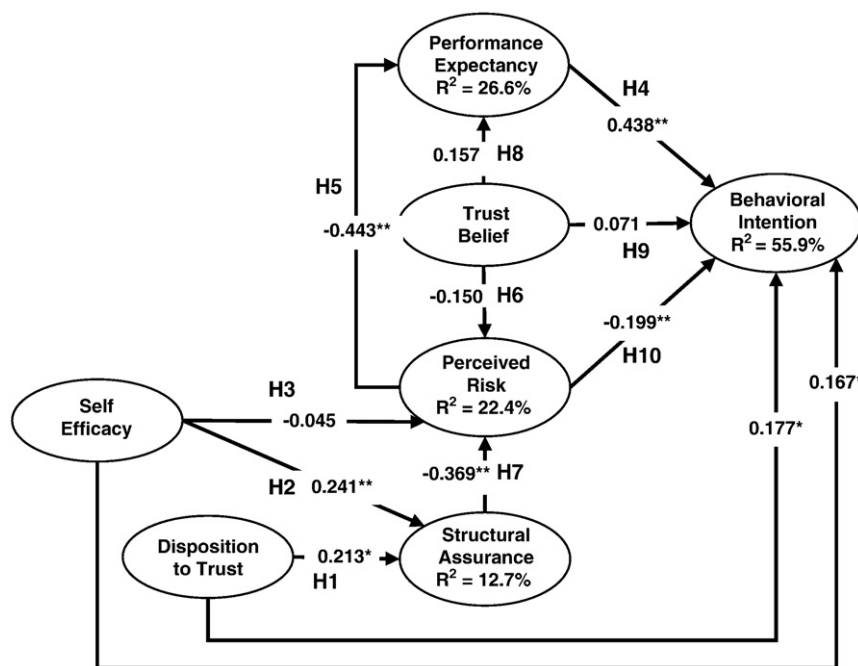 Performance
Expectancy
R² = 26.6%
H4
0.438**
0.157
H8
H5
Behavioral
Intention
R² = 55.9%
Trust
Belief
-0.443**
0.071
H9
-0.150
H6
-0.199**
H10
Perceived
Risk
R² = 22.4%
H3
-0.045
Self
Efficacy
0.167*
0.177*
H2
0.241**
-0.369**
H7
Structural
Assurance
R² = 12.7%
Disposition
to Trust
0.213*
H1